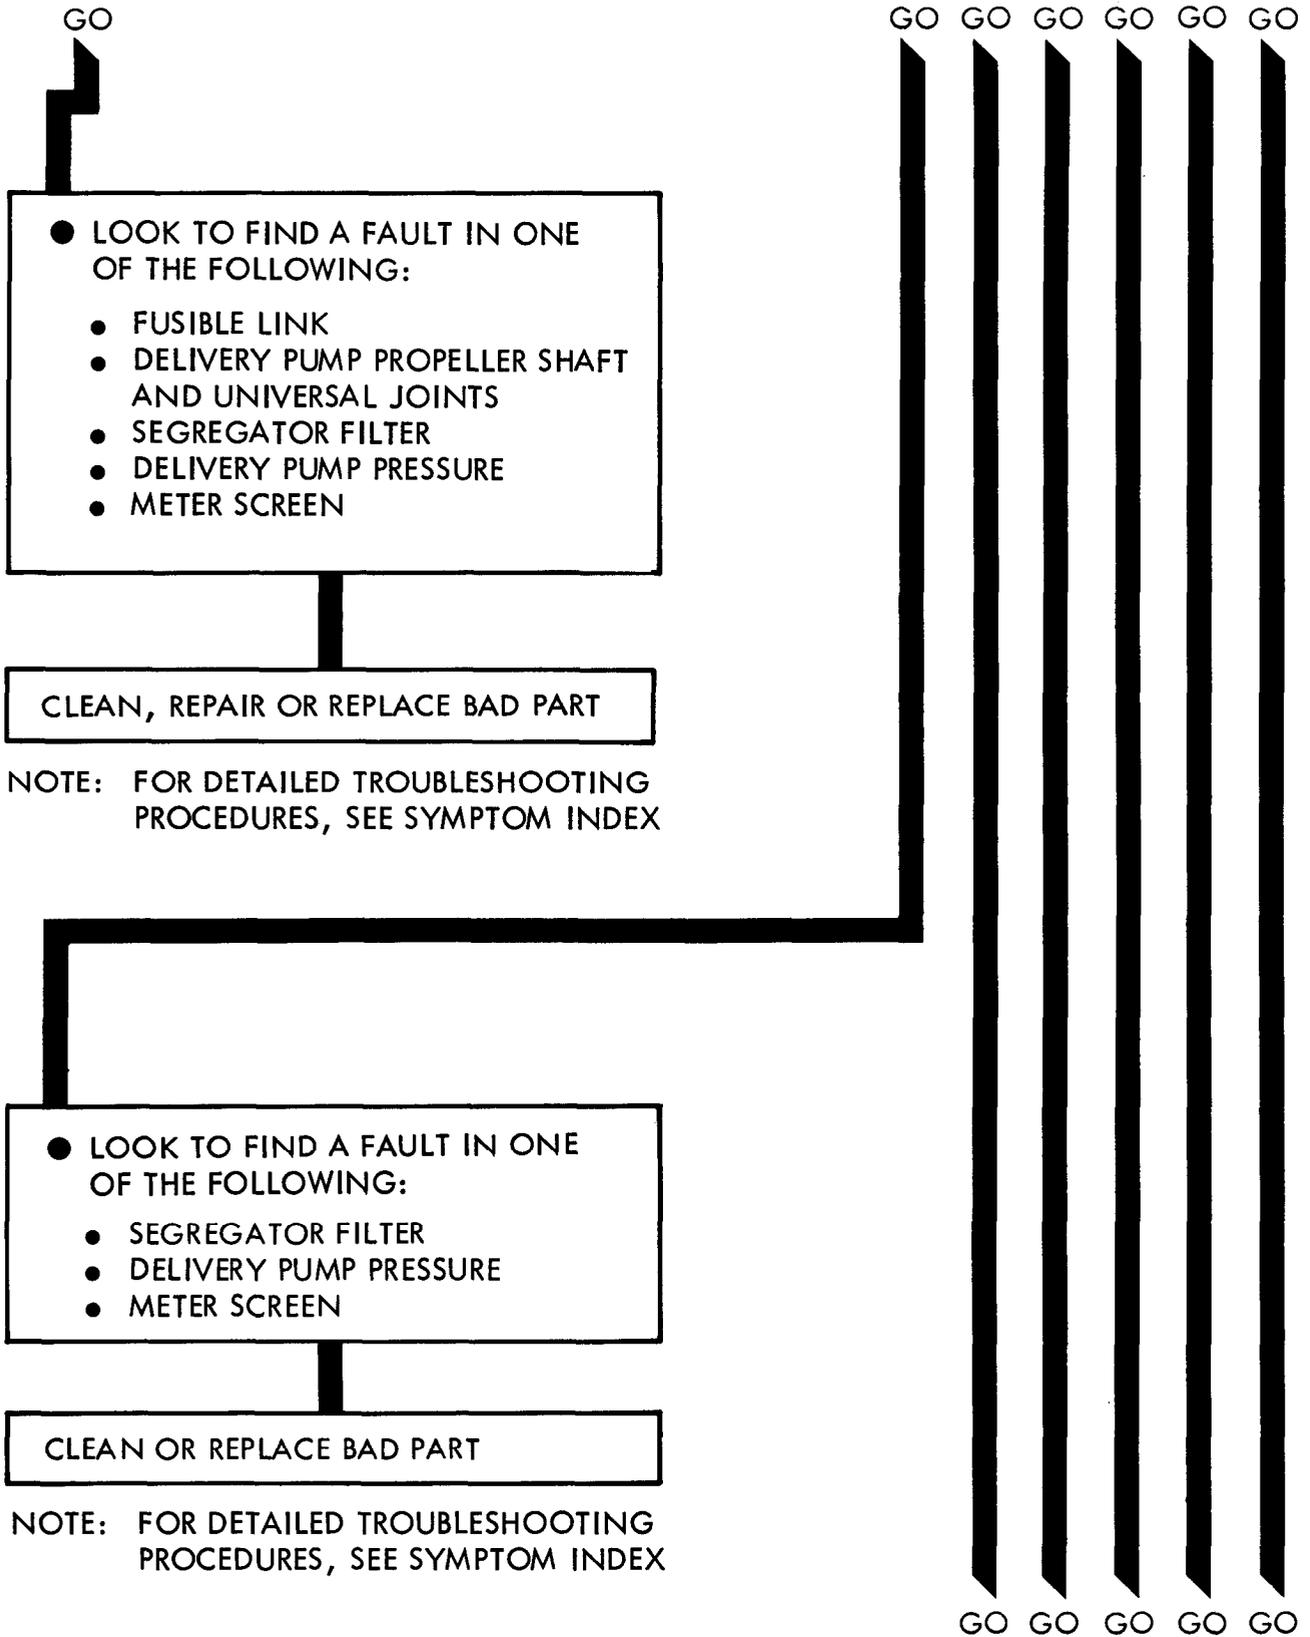 GO GO GO GO GO GO GO
● LOOK TO FIND A FAULT IN ONE
OF THE FOLLOWING:
● FUSIBLE LINK
● DELIVERY PUMP PROPELLER SHAFT
AND UNIVERSAL JOINTS
● SEGREGATOR FILTER
● DELIVERY PUMP PRESSURE
● METER SCREEN
CLEAN, REPAIR OR REPLACE BAD PART
NOTE: FOR DETAILED TROUBLESHOOTING
PROCEDURES, SEE SYMPTOM INDEX
● LOOK TO FIND A FAULT IN ONE
OF THE FOLLOWING:
● SEGREGATOR FILTER
● DELIVERY PUMP PRESSURE
● METER SCREEN
CLEAN OR REPLACE BAD PART
NOTE: FOR DETAILED TROUBLESHOOTING
PROCEDURES, SEE SYMPTOM INDEX
GO GO GO GO GO